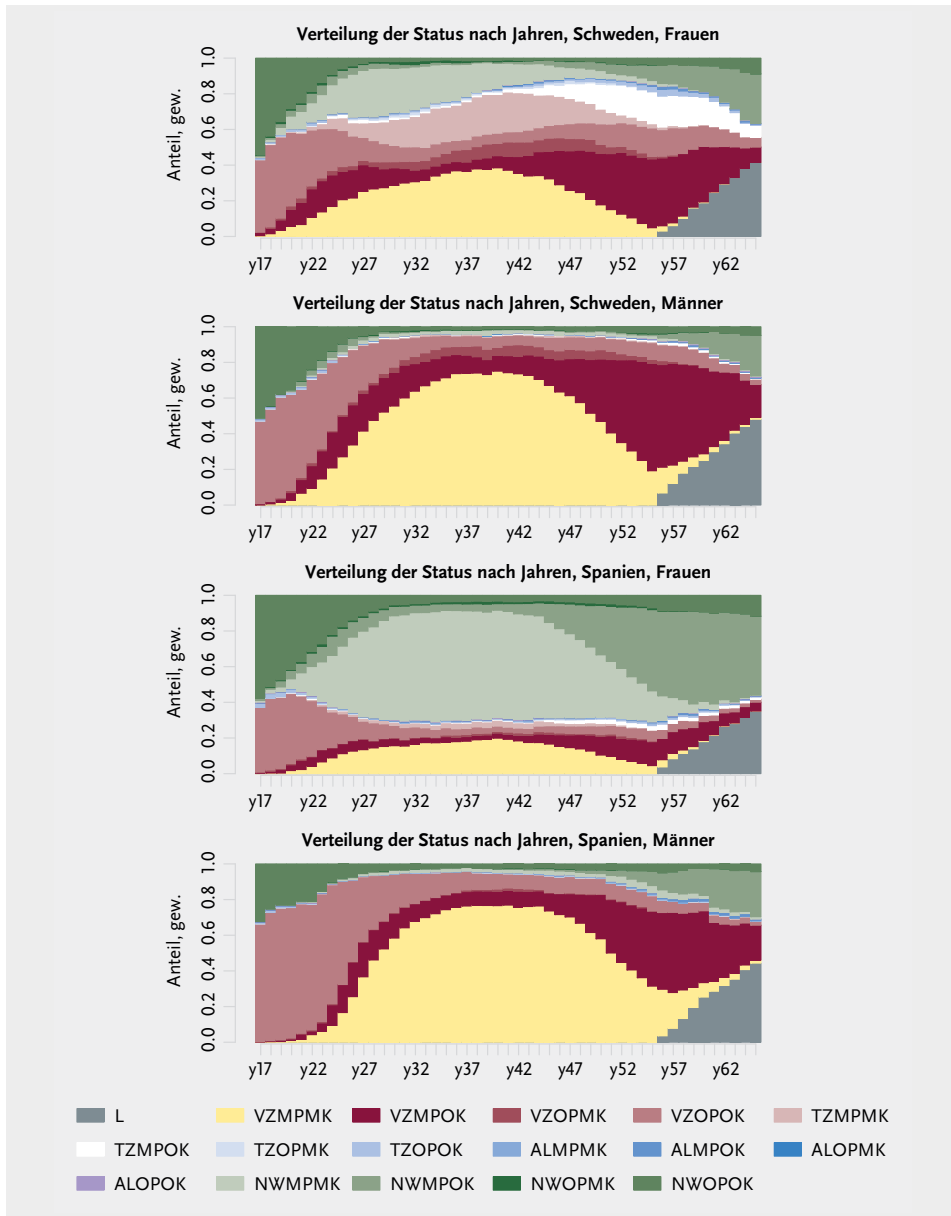 Verteilung der Status nach Jahren, Schweden, Frauen
Anteil, gew.
1.0
0.8
0.6
0.4
0.2
0.0
y17 y22 y27 y32 y37 y42 y47 y52 y57 y62
Verteilung der Status nach Jahren, Schweden, Männer
Anteil, gew.
1.0
0.8
0.6
0.4
0.2
0.0
y17 y22 y27 y32 y37 y42 y47 y52 y57 y62
Verteilung der Status nach Jahren, Spanien, Frauen
Anteil, gew.
1.0
0.8
0.6
0.4
0.2
0.0
y17 y22 y27 y32 y37 y42 y47 y52 y57 y62
Verteilung der Status nach Jahren, Spanien, Männer
Anteil, gew.
1.0
0.8
0.6
0.4
0.2
0.0
y17 y22 y27 y32 y37 y42 y47 y52 y57 y62
L VZMPMK VZMPOK VZOPMK VZOPOK TZMPMK
TZMPOK TZOPMK TZOPOK ALMPMK ALMPOK ALOPMK
ALOPOK NWMPMK NWMPOK NWOPMK NWOPOK